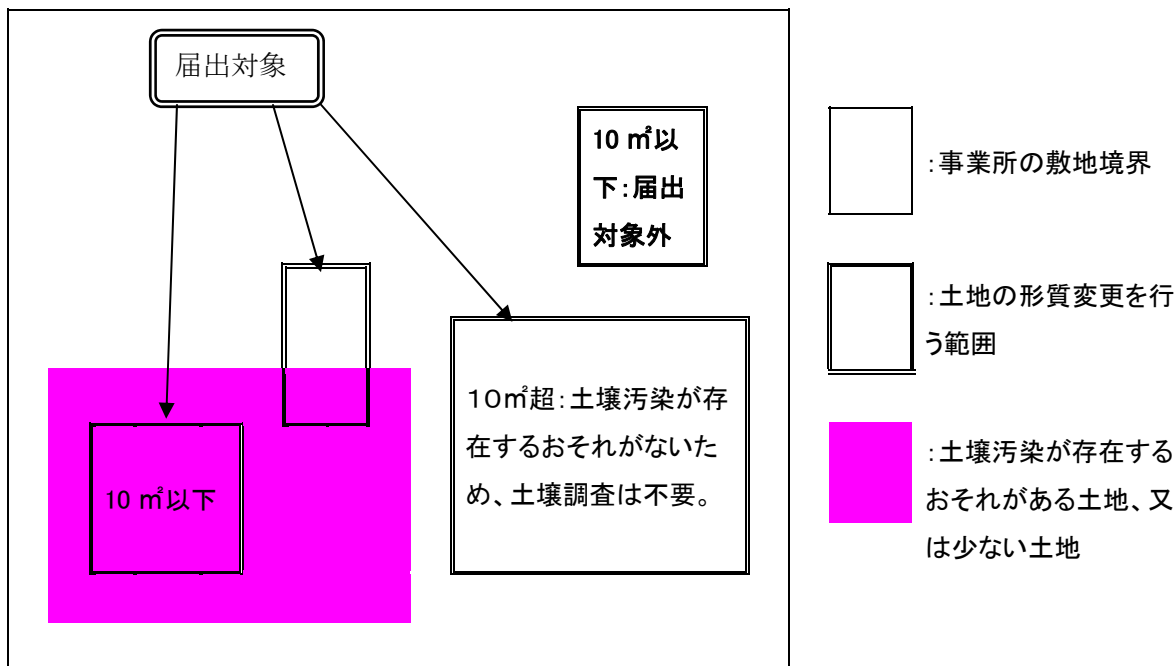 届出対象
10 ㎡以
下：届出
対象外
10㎡超：土壌汚染が存
在するおそれがないた
め、土壌調査は不要。
10 ㎡以下
：事業所の敷地境界
：土地の形質変更を行
う範囲
：土壌汚染が存在する
おそれがある土地、又
は少ない土地